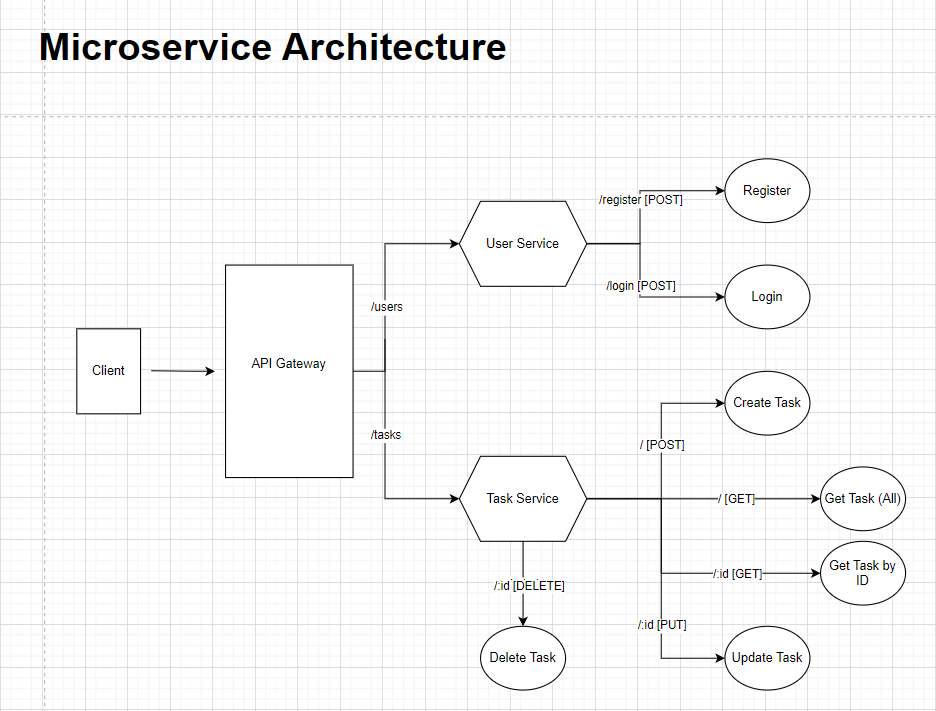 Microservice Architecture
Register
/register [POST]
User Service
/login [POST]
Login
/users
API Gateway
Client
Create Task
/tasks
/ [POST]
Task Service
/ [GET]
Get Task (All)
/:id [GET]
Get Task by
ID
/:id [DELETE]
/:id [PUT]
Delete Task
Update Task